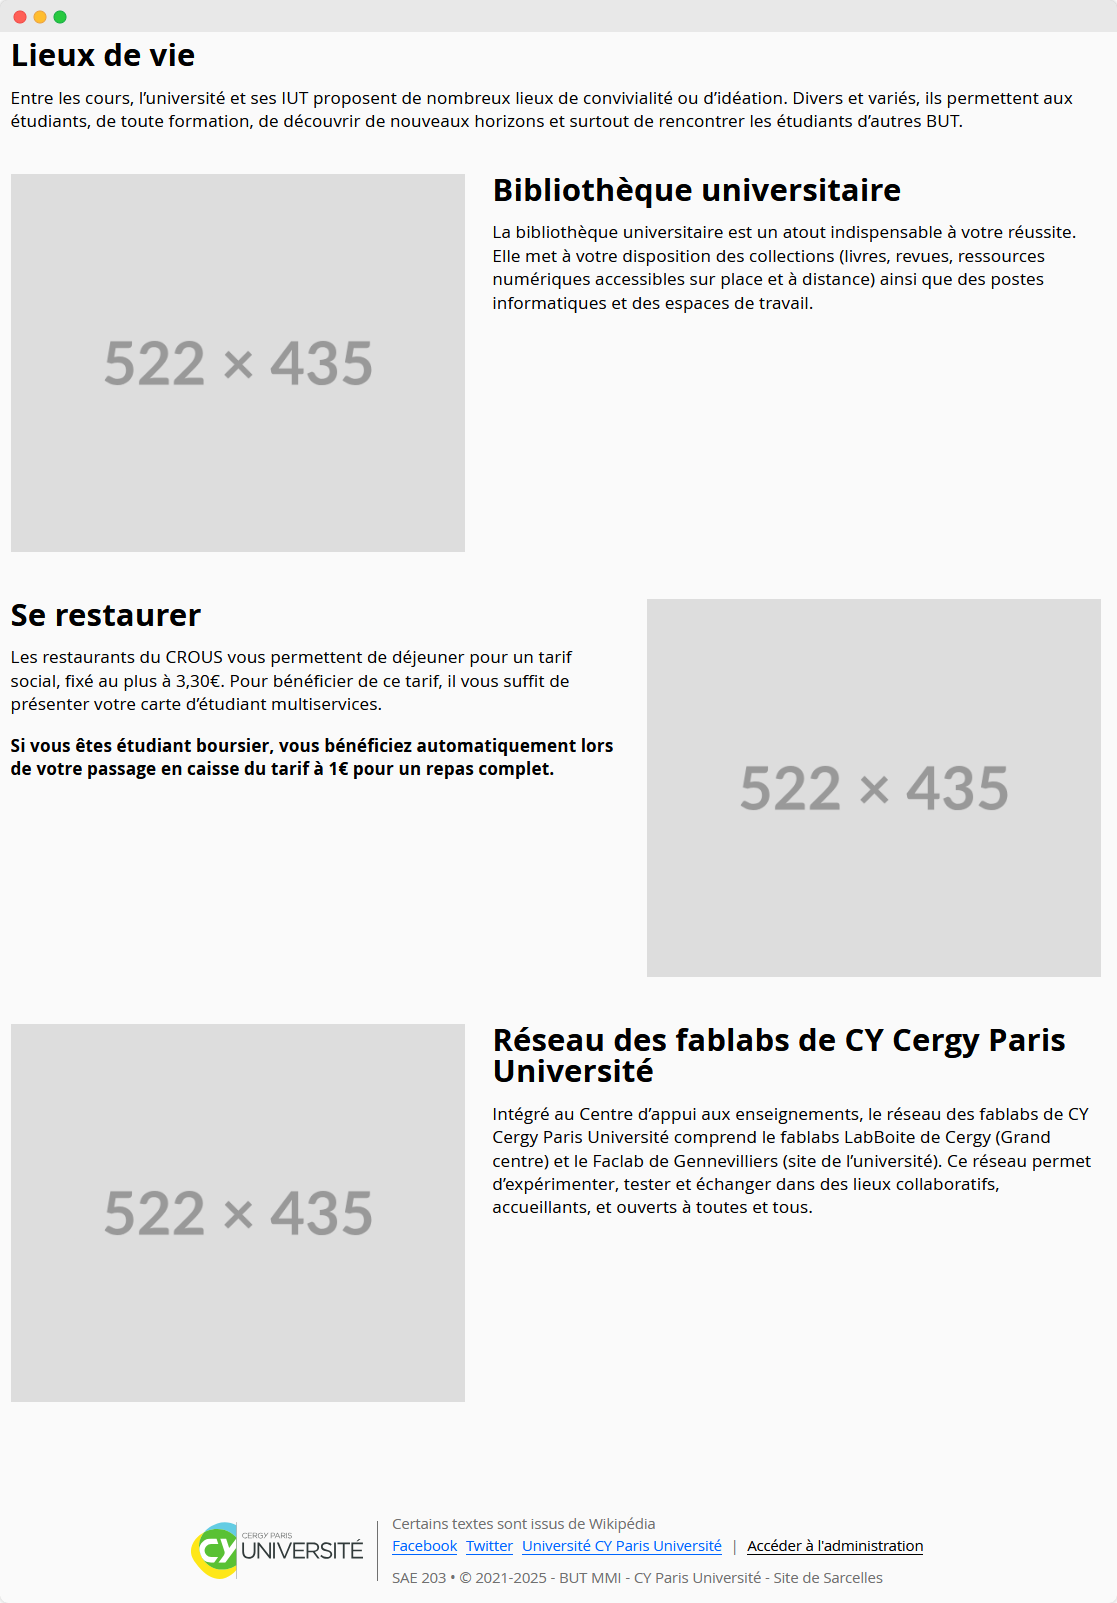 Lieux de vie
Entre les cours, l’université et ses IUT proposent de nombreux lieux de convivialité ou d’idéation. Divers et variés, ils permettent aux
étudiants, de toute formation, de découvrir de nouveaux horizons et surtout de rencontrer les étudiants d’autres BUT.
522 × 435
Bibliothèque universitaire
La bibliothèque universitaire est un atout indispensable à votre réussite.
Elle met à votre disposition des collections (livres, revues, ressources
numériques accessibles sur place et à distance) ainsi que des postes
informatiques et des espaces de travail.
Se restaurer
Les restaurants du CROUS vous permettent de déjeuner pour un tarif
social, fixé au plus à 3,30€. Pour bénéficier de ce tarif, il vous suffit de
présenter votre carte d’étudiant multiservices.
Si vous êtes étudiant boursier, vous bénéficiez automatiquement lors
de votre passage en caisse du tarif à 1€ pour un repas complet.
522 × 435
522 × 435
Réseau des fablabs de CY Cergy Paris
Université
Intégré au Centre d’appui aux enseignements, le réseau des fablabs de CY
Cergy Paris Université comprend le fablabs LabBoite de Cergy (Grand
centre) et le Faclab de Gennevilliers (site de l’université). Ce réseau permet
d’expérimenter, tester et échanger dans des lieux collaboratifs,
accueillants, et ouverts à toutes et tous.
CY
CERGY PARIS
UNIVERSITÉ
Certains textes sont issus de Wikipédia
Facebook Twitter Université CY Paris Université | Accéder à l'administration
SAE 203 • © 2021-2025 - BUT MMI - CY Paris Université - Site de Sarcelles